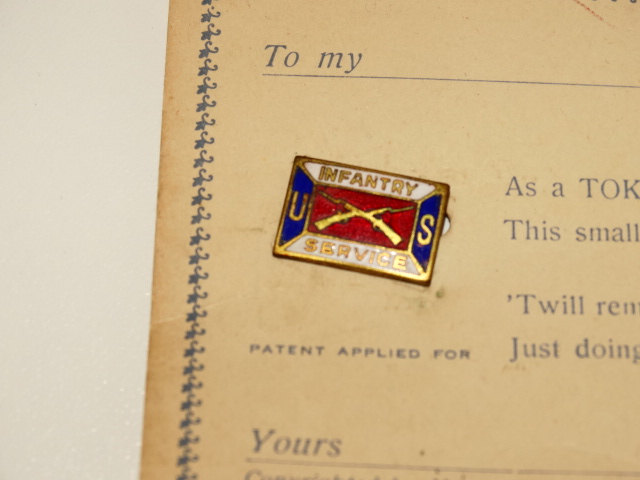 To my
INFANTRY
U S
SERVICE
As a TOK
This small
'Twill rem
PATENT APPLIED FOR
Just doing
Yours